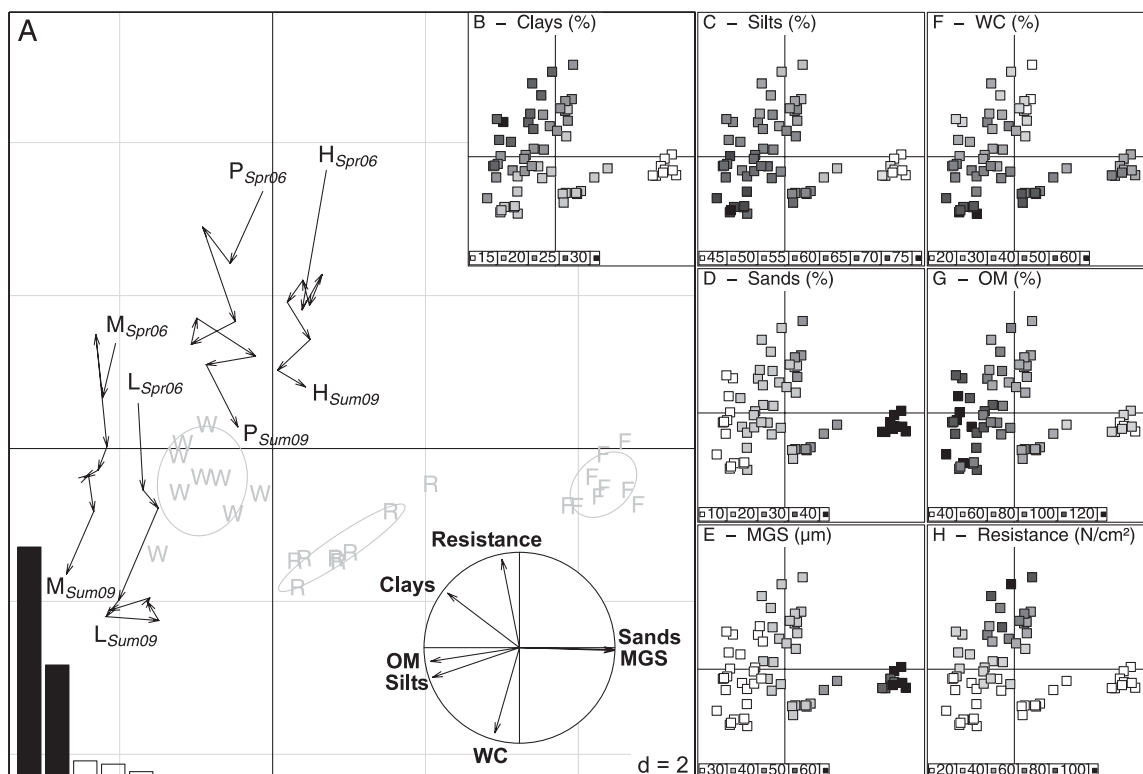 A
B – Clays (%)
C – Silts (%)
F – WC (%)
15 20 25 30
45 50 55 60 65 70 75
20 30 40 50 60
D – Sands (%)
G – OM (%)
10 20 30 40
40 60 80 100 120
E – MGS (µm)
H – Resistance (N/cm²)
30 40 50 60
20 40 60 80 100
H Spr06
P Spr06
M Spr06
L Spr06
H Sum09
P Sum09
W
W
W
W W W
W
W
W
R
R
R
R R R
R
R
F
F
F
F F
F
F F
F
M Sum09
L Sum09
Resistance
Clays
Sands
MGS
OM
Silts
WC
d = 2